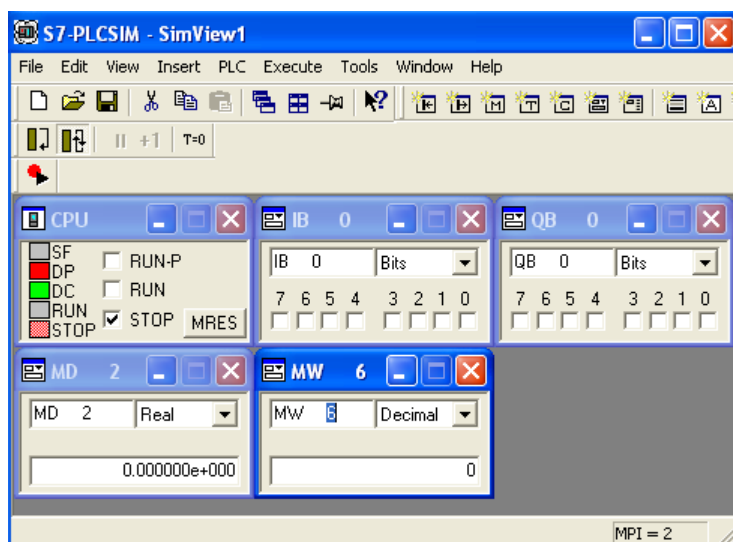 S7-PLCSIM - SimView1
File Edit View Insert PLC Execute Tools Window Help
+1 T=0
CPU
SF
DP
DC
RUN
STOP
RUN-P
RUN
STOP
MRES
IB 0
IB 0 Bits
7 6 5 4 3 2 1 0
QB 0
QB 0 Bits
7 6 5 4 3 2 1 0
MD 2
MD 2 Real
0.000000e+000
MW 6
MW 6 Decimal
0
MPI = 2